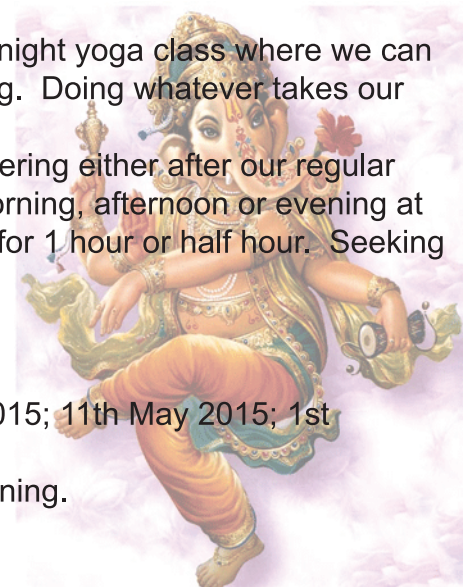 night yoga class where we can
g.  Doing whatever takes our
ering either after our regular
orning, afternoon or evening at
for 1 hour or half hour.  Seeking
015; 11th May 2015; 1st
ning.